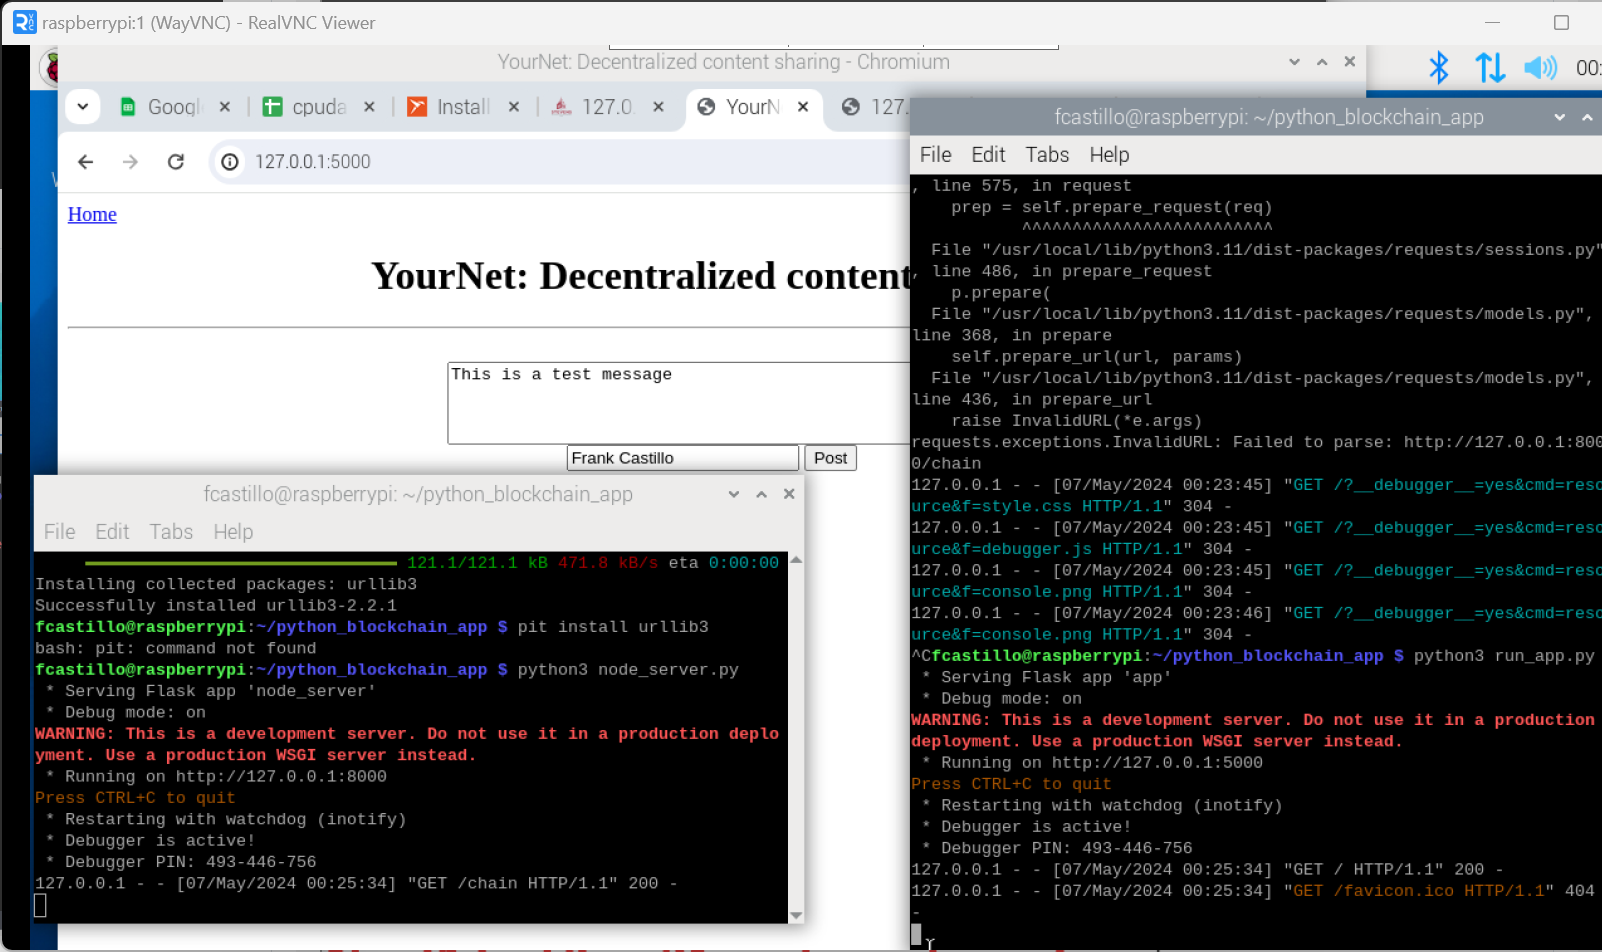 raspberrypi:1 (WayVNC) - RealVNC Viewer
YourNet: Decentralized content sharing - Chromium
Googl
cpuda
Install
127.0.
YourN
127.
00:
127.0.0.1:5000
Home
YourNet: Decentralized content
This is a test message
Frank Castillo
Post
fcastillo@raspberrypi: ~/python_blockchain_app
File Edit Tabs Help
121.1/121.1 kB 471.8 kB/s eta 0:00:00
Installing collected packages: urllib3
Successfully installed urllib3-2.2.1
fcastillo@raspberrypi:~/python_blockchain_app $ pit install urllib3
bash: pit: command not found
fcastillo@raspberrypi:~/python_blockchain_app $ python3 node_server.py
 * Serving Flask app 'node_server'
 * Debug mode: on
WARNING: This is a development server. Do not use it in a production deplo
yment. Use a production WSGI server instead.
 * Running on http://127.0.0.1:8000
Press CTRL+C to quit
 * Restarting with watchdog (inotify)
 * Debugger is active!
 * Debugger PIN: 493-446-756
127.0.0.1 - - [07/May/2024 00:25:34] "GET /chain HTTP/1.1" 200 -
fcastillo@raspberrypi: ~/python_blockchain_app
File Edit Tabs Help
, line 575, in request
    prep = self.prepare_request(req)
           ^^^^^^^^^^^^^^^^^^^^^^^^^
  File "/usr/local/lib/python3.11/dist-packages/requests/sessions.py"
, line 486, in prepare_request
    p.prepare(
  File "/usr/local/lib/python3.11/dist-packages/requests/models.py",
line 368, in prepare
    self.prepare_url(url, params)
  File "/usr/local/lib/python3.11/dist-packages/requests/models.py",
line 436, in prepare_url
    raise InvalidURL(*e.args)
requests.exceptions.InvalidURL: Failed to parse: http://127.0.0.1:800
0/chain
127.0.0.1 - - [07/May/2024 00:23:45] "GET /?__debugger__=yes&cmd=reso
urce&f=style.css HTTP/1.1" 304 -
127.0.0.1 - - [07/May/2024 00:23:45] "GET /?__debugger__=yes&cmd=reso
urce&f=debugger.js HTTP/1.1" 304 -
127.0.0.1 - - [07/May/2024 00:23:45] "GET /?__debugger__=yes&cmd=reso
urce&f=console.png HTTP/1.1" 304 -
127.0.0.1 - - [07/May/2024 00:23:46] "GET /?__debugger__=yes&cmd=reso
urce&f=console.png HTTP/1.1" 304 -
^Cfcastillo@raspberrypi:~/python_blockchain_app $ python3 run_app.py
 * Serving Flask app 'app'
 * Debug mode: on
WARNING: This is a development server. Do not use it in a production
deployment. Use a production WSGI server instead.
 * Running on http://127.0.0.1:5000
Press CTRL+C to quit
 * Restarting with watchdog (inotify)
 * Debugger is active!
 * Debugger PIN: 493-446-756
127.0.0.1 - - [07/May/2024 00:25:34] "GET / HTTP/1.1" 200 -
127.0.0.1 - - [07/May/2024 00:25:34] "GET /favicon.ico HTTP/1.1" 404
-